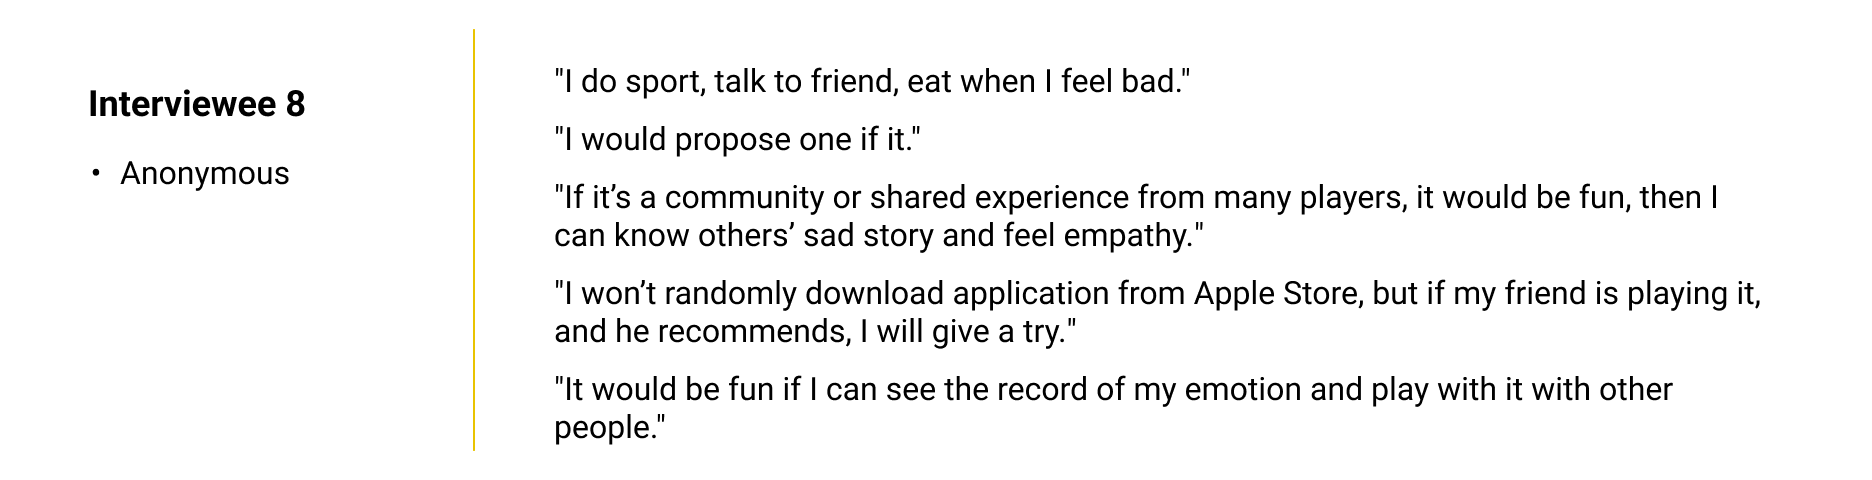 Interviewee 8
• Anonymous
"I do sport, talk to friend, eat when I feel bad."
"I would propose one if it."
"If it’s a community or shared experience from many players, it would be fun, then I
can know others’ sad story and feel empathy."
"I won’t randomly download application from Apple Store, but if my friend is playing it,
and he recommends, I will give a try."
"It would be fun if I can see the record of my emotion and play with it with other
people."